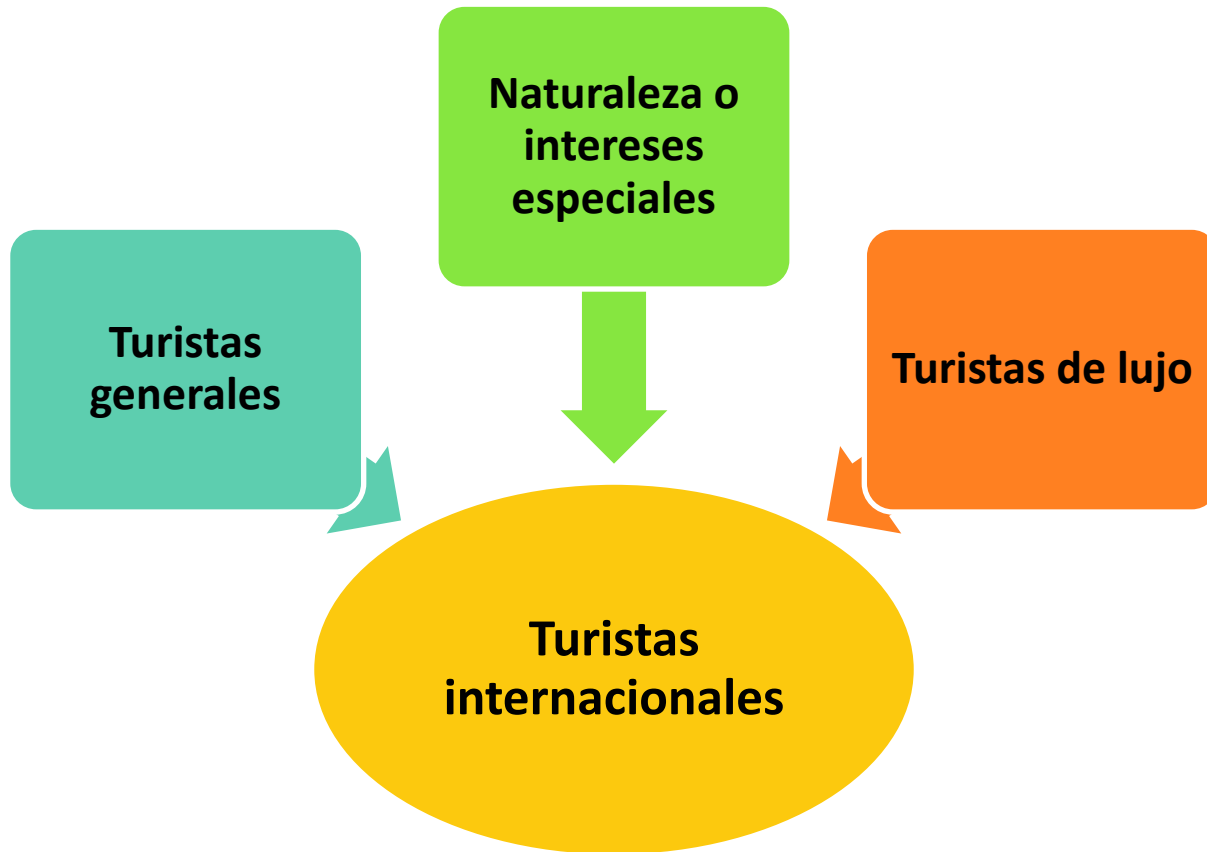 Naturaleza o
intereses
especiales
Turistas
generales
Turistas de lujo
Turistas
internacionales